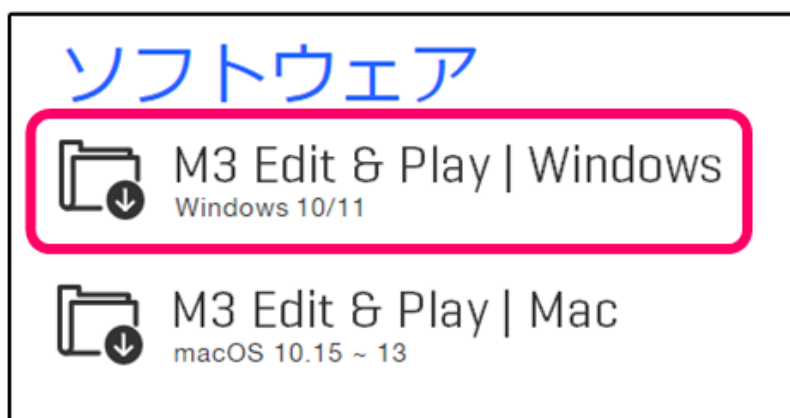 ソフトウェア
M3 Edit & Play | Windows
Windows 10/11
M3 Edit & Play | Mac
macOS 10.15 ~ 13